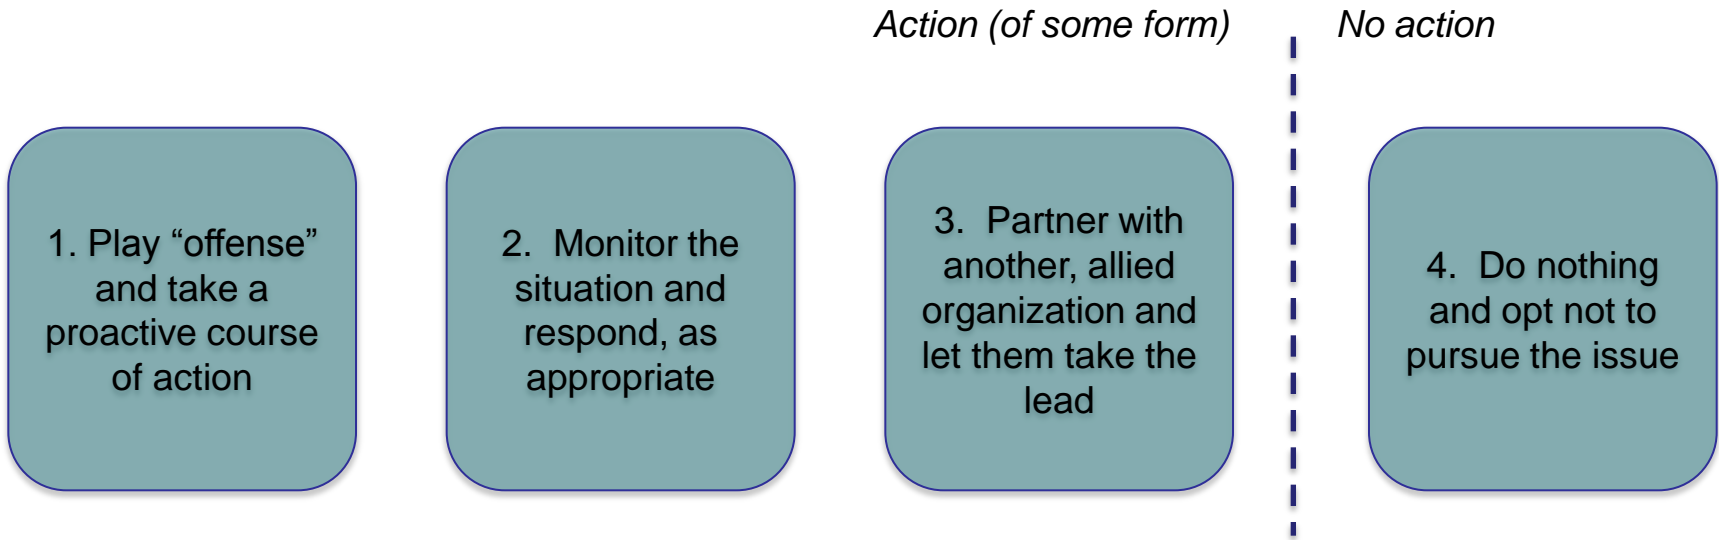 Action (of some form)
No action
1. Play “offense”
and take a
proactive course
of action
2.  Monitor the
situation and
respond, as
appropriate
3.  Partner with
another, allied
organization and
let them take the
lead
4.  Do nothing
and opt not to
pursue the issue